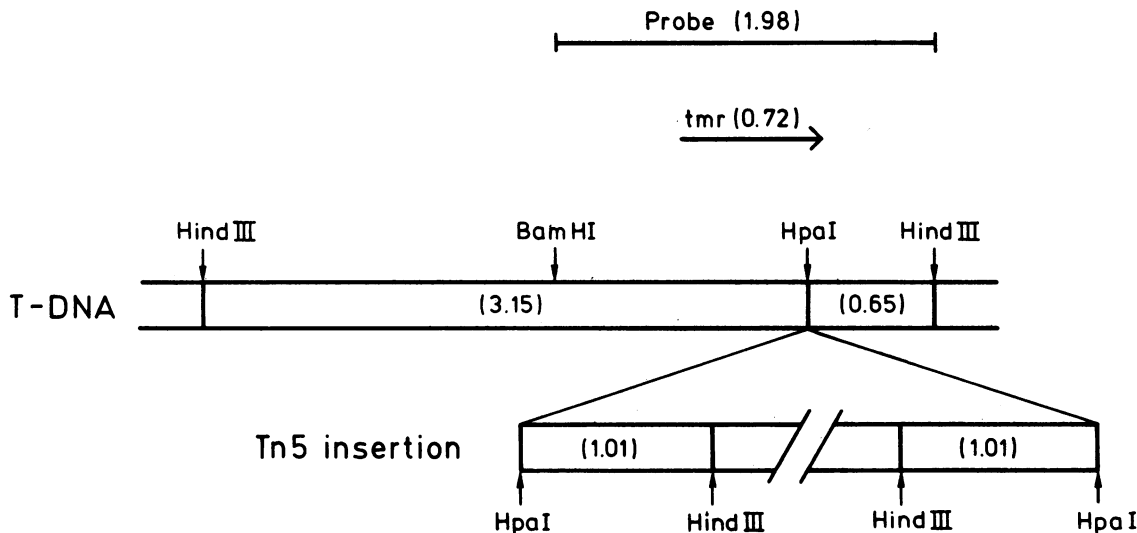 Probe (1.98)
tmr (0.72)
Hind III
Bam HI
HpaI
Hind III
T-DNA
(3.15)
(0.65)
Tn5 insertion
(1.01)
(1.01)
HpaI
Hind III
Hind III
HpaI